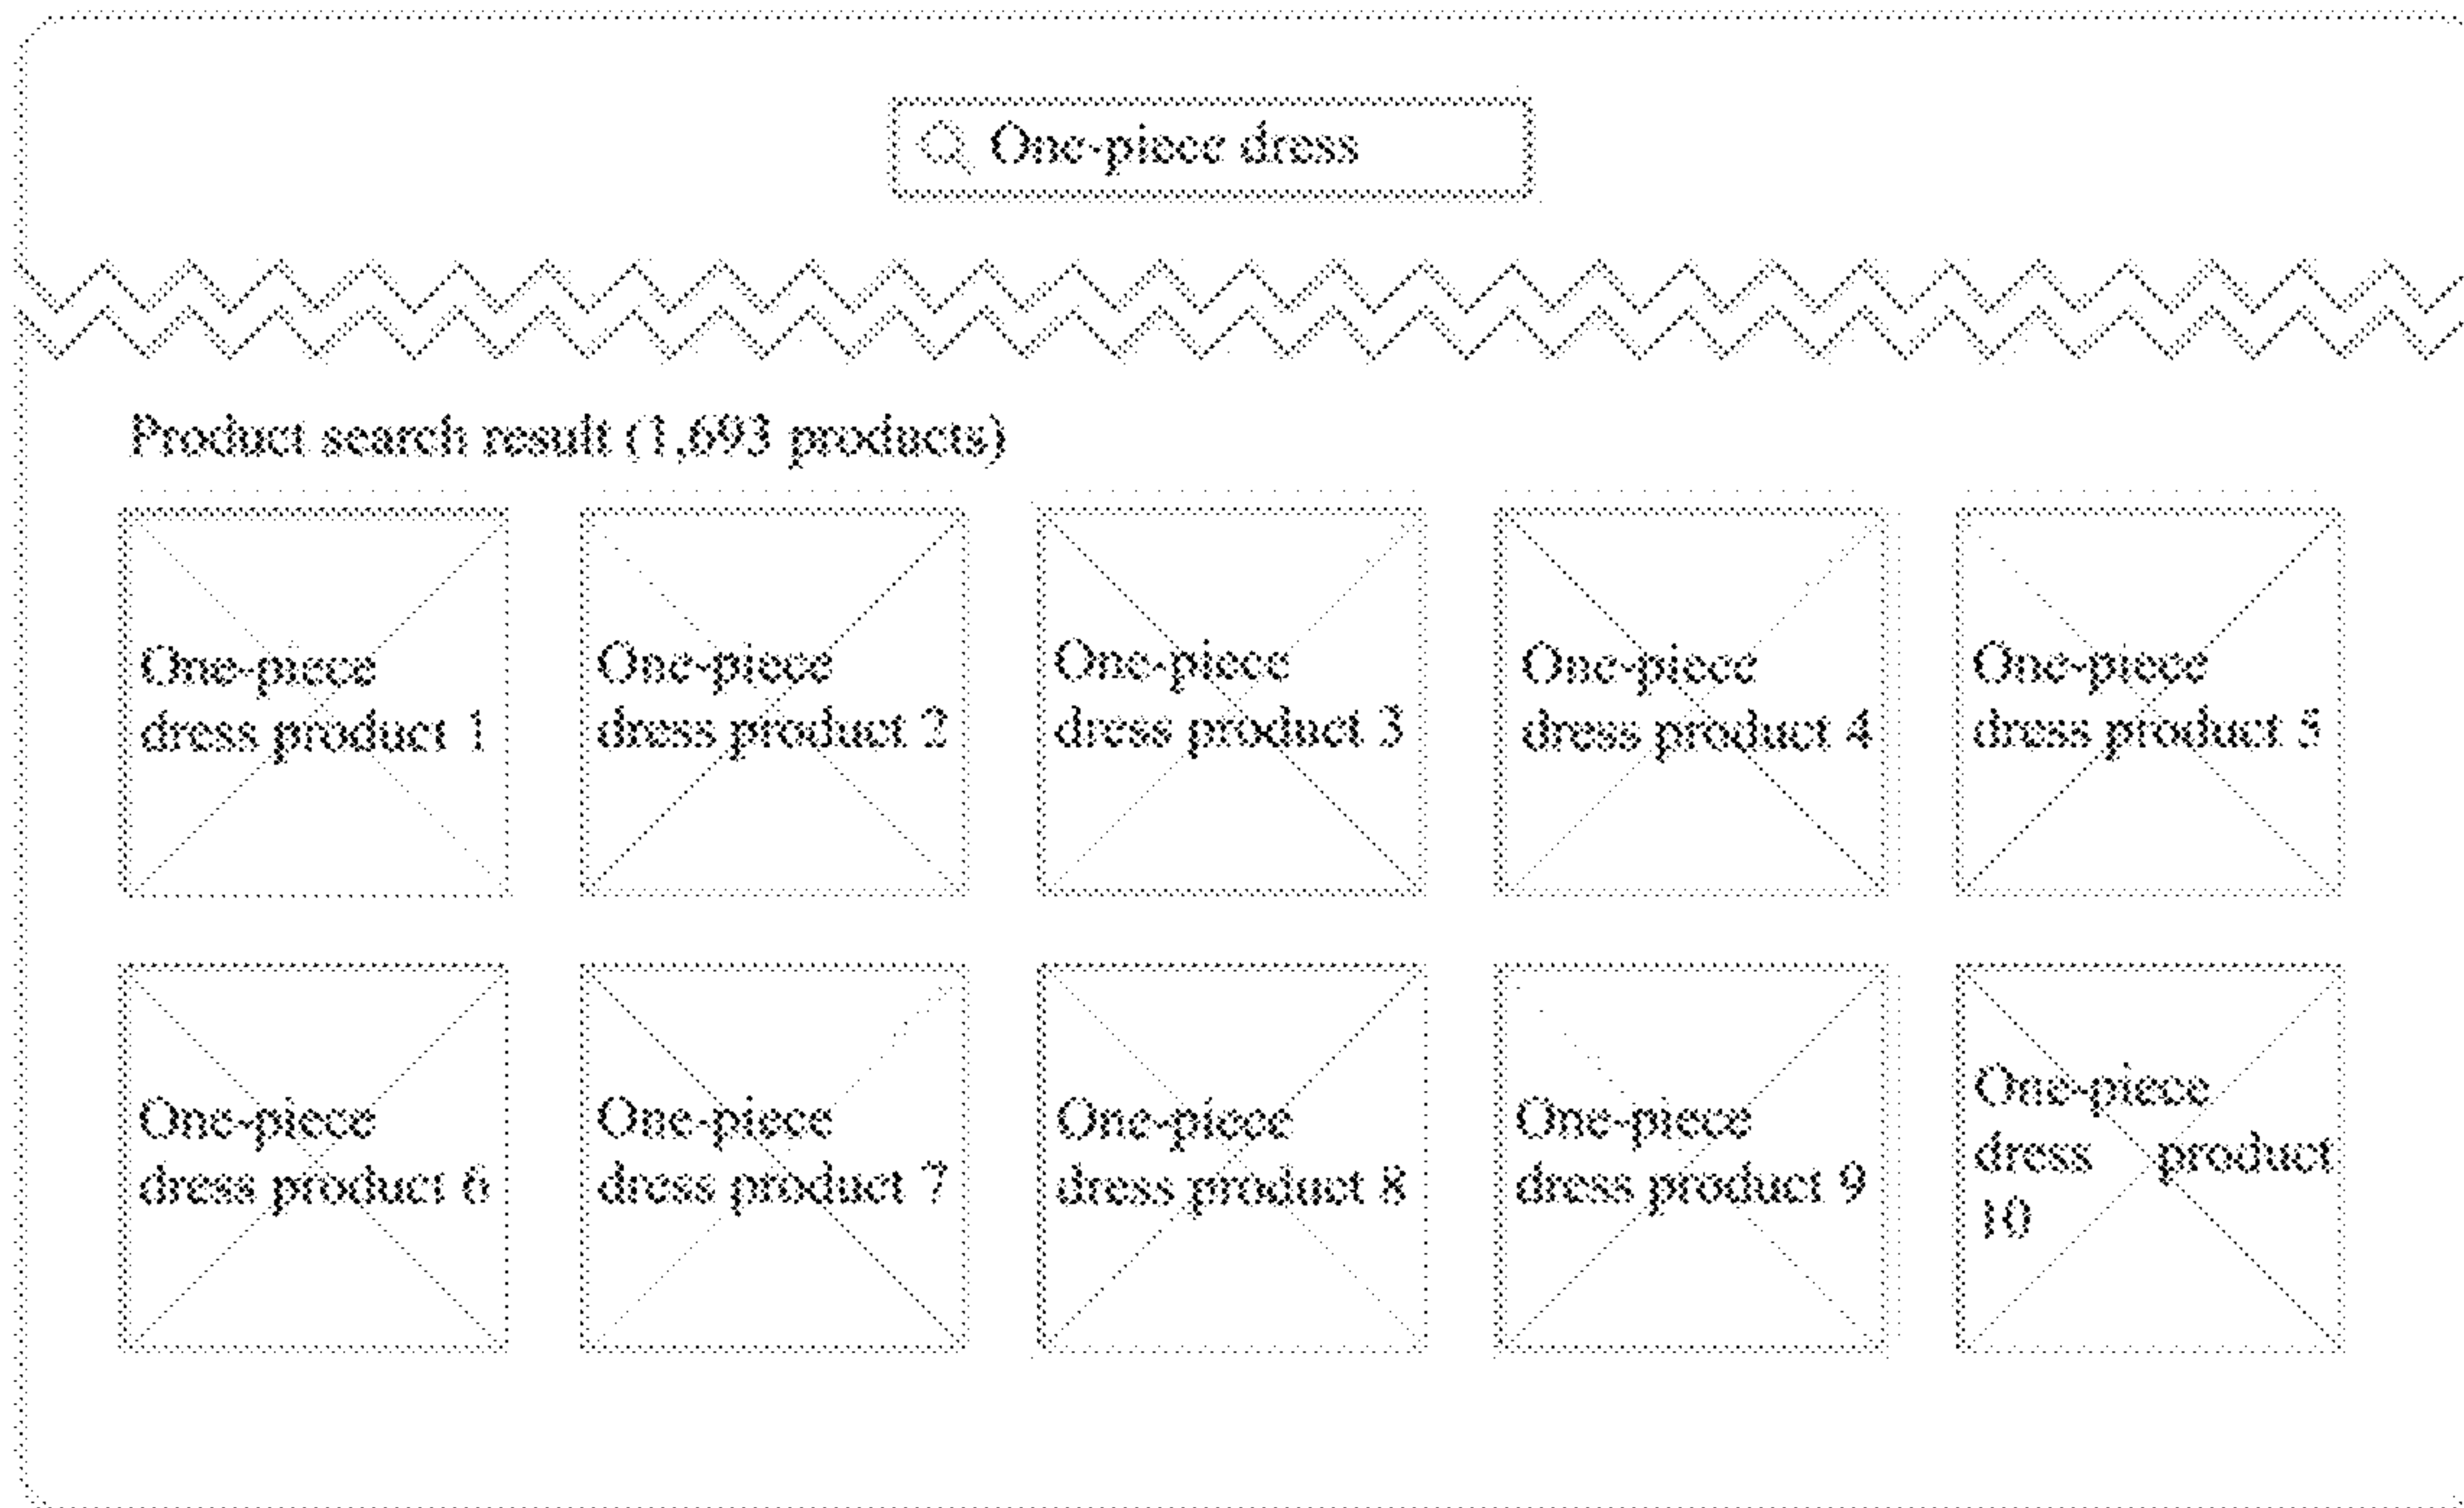 One-piece dress
Product search result (1,693 products)
One-piece
dress product 1
One-piece
dress product 2
One-piece
dress product 3
One-piece
dress product 4
One-piece
dress product 5
One-piece
dress product 6
One-piece
dress product 7
One-piece
dress product 8
One-piece
dress product 9
One-piece
dress product
10